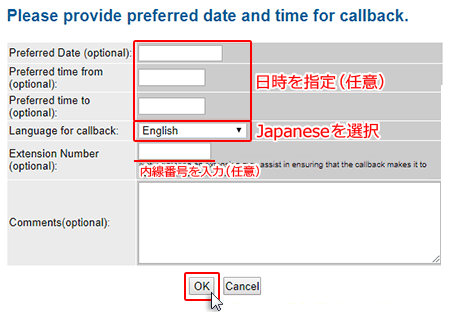 Please provide preferred date and time for callback.
Preferred Date (optional):
Preferred time from
(optional):
日時を指定（任意）
Preferred time to
(optional):
Language for callback:
English
Japaneseを選択
Extension Number
(optional):
assist in ensuring that the callback makes it to
内線番号を入力（任意）
Comments(optional):
OK
Cancel